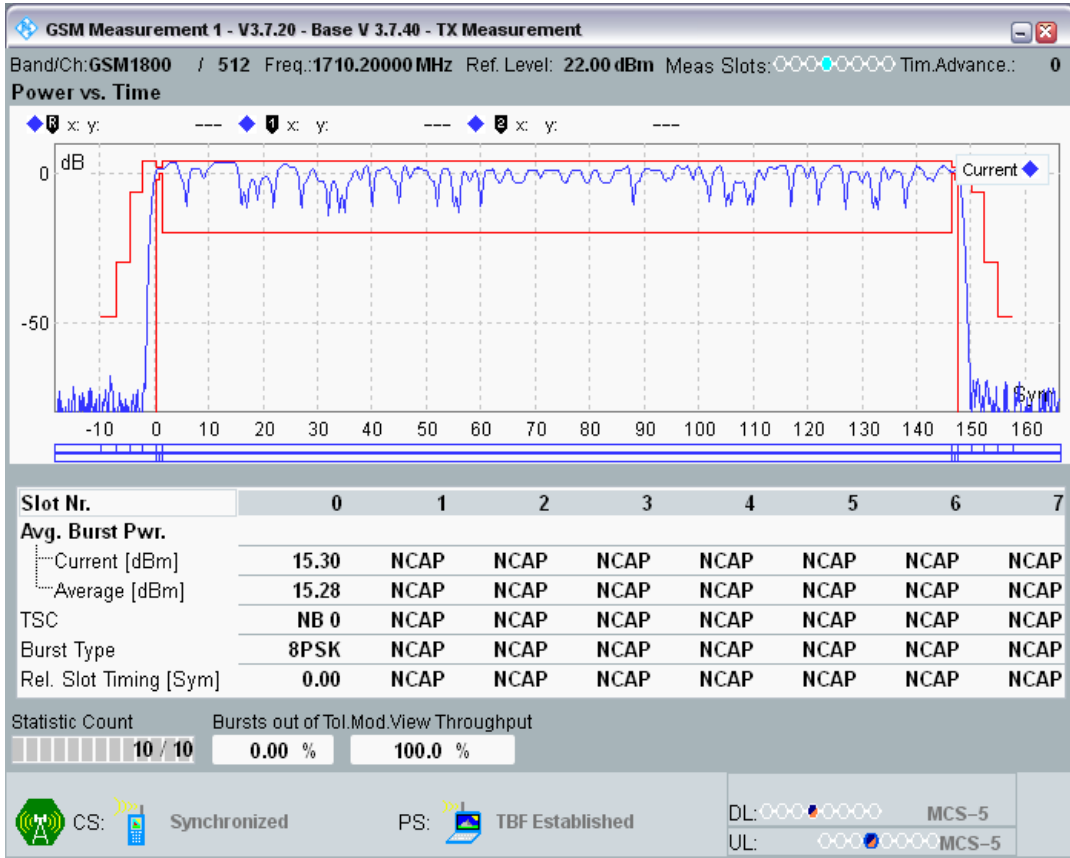 GSM Measurement 1 - V3.7.20 - Base V 3.7.40 - TX Measurement
Band/Ch:GSM1800 / 512 Freq.:1710.20000 MHz Ref. Level: 22.00 dBm Meas Slots: Tim.Advance.: 0
Power vs. Time
R x: y: --- 1 x: y: --- 2 x: y: ---
dB
Current
0
-50
Sym
-10 0 10 20 30 40 50 60 70 80 90 100 110 120 130 140 150 160
Slot Nr. 0 1 2 3 4 5 6 7
Avg. Burst Pwr.
Current [dBm] 15.30 NCAP NCAP NCAP NCAP NCAP NCAP NCAP
Average [dBm] 15.28 NCAP NCAP NCAP NCAP NCAP NCAP NCAP
TSC NB 0 NCAP NCAP NCAP NCAP NCAP NCAP NCAP
Burst Type 8PSK NCAP NCAP NCAP NCAP NCAP NCAP NCAP
Rel. Slot Timing [Sym] 0.00 NCAP NCAP NCAP NCAP NCAP NCAP NCAP
Statistic Count Bursts out of Tol.Mod.View Throughput
10 / 10 0.00 % 100.0 %
CS: Synchronized PS: TBF Established
DL: MCS-5
UL: MCS-5